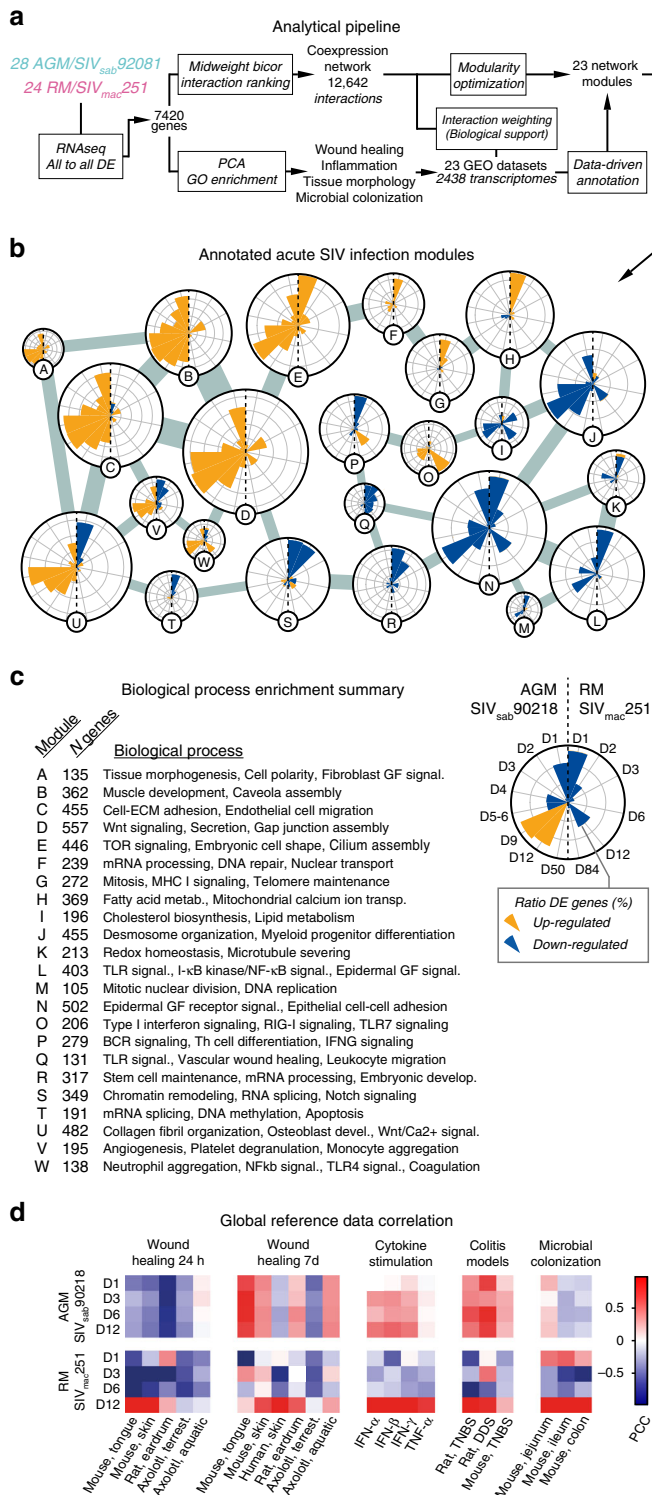 a
Analytical pipeline
28 AGM/SIVsab92081
24 RM/SIVmac251
RNAseq
All to all DE
7420
genes
Midweight bicor
interaction ranking
Coexpression
network
12,642
interactions
Modularity
optimization
23 network
modules
Interaction weighting
(Biological support)
PCA
GO enrichment
Wound healing
Inflammation
Tissue morphology
Microbial colonization
23 GEO datasets
2438 transcriptomes
Data-driven
annotation
b
Annotated acute SIV infection modules
A
B
C
D
E
F
G
H
I
J
K
L
M
N
O
P
Q
R
S
T
U
V
W
c
Biological process enrichment summary
Module N genes Biological process
A 135 Tissue morphogenesis, Cell polarity, Fibroblast GF signal.
B 362 Muscle development, Caveola assembly
C 455 Cell-ECM adhesion, Endothelial cell migration
D 557 Wnt signaling, Secretion, Gap junction assembly
E 446 TOR signaling, Embryonic cell shape, Cilium assembly
F 239 mRNA processing, DNA repair, Nuclear transport
G 272 Mitosis, MHC I signaling, Telomere maintenance
H 369 Fatty acid metab., Mitochondrial calcium ion transp.
I 196 Cholesterol biosynthesis, Lipid metabolism
J 455 Desmosome organization, Myeloid progenitor differentiation
K 213 Redox homeostasis, Microtubule severing
L 403 TLR signal., I-κB kinase/NF-κB signal., Epidermal GF signal.
M 105 Mitotic nuclear division, DNA replication
N 502 Epidermal GF receptor signal., Epithelial cell-cell adhesion
O 206 Type I interferon signaling, RIG-I signaling, TLR7 signaling
P 279 BCR signaling, Th cell differentiation, IFNG signaling
Q 131 TLR signal., Vascular wound healing, Leukocyte migration
R 317 Stem cell maintenance, mRNA processing, Embryonic develop.
S 349 Chromatin remodeling, RNA splicing, Notch signaling
T 191 mRNA splicing, DNA methylation, Apoptosis
U 482 Collagen fibril organization, Osteoblast devel., Wnt/Ca2+ signal.
V 195 Angiogenesis, Platelet degranulation, Monocyte aggregation
W 138 Neutrophil aggregation, NFkb signal., TLR4 signal., Coagulation
AGM
SIVsab90218
RM
SIVmac251
D1
D2
D3
D4
D5-6
D9
D12
D50
D1
D2
D3
D6
D12
D84
Ratio DE genes (%)
Up-regulated
Down-regulated
d
Global reference data correlation
Wound
healing 24 h
Wound
healing 7d
Cytokine
stimulation
Colitis
models
Microbial
colonization
AGM
SIVsab90218
D1
D3
D6
D12
RM
SIVmac251
D1
D3
D6
D12
Mouse, tongue
Mouse, skin
Rat, eardrum
Axolotl, terrest.
Axolotl, aquatic
Mouse, tongue
Mouse, skin
Human, skin
Rat, eardrum
Axolotl, terrest.
Axolotl, aquatic
IFN-α
IFN-β
IFN-γ
TNF-α
Rat, TNBS
Rat, DDS
Mouse, TNBS
Mouse, jejunum
Mouse, ileum
Mouse, colon
1
0.5
0
−0.5
PCC